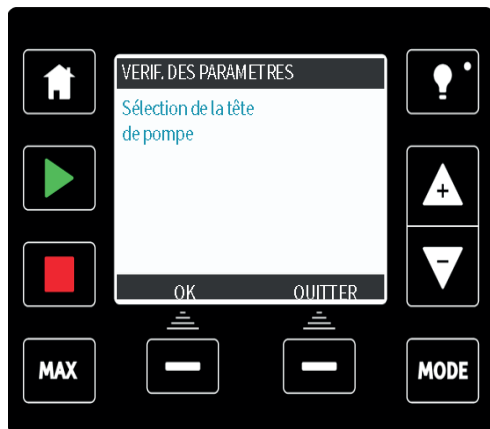 VERIF. DES PARAMETRES
Sélection de la tête
de pompe
OK QUITTER
MAX
MODE